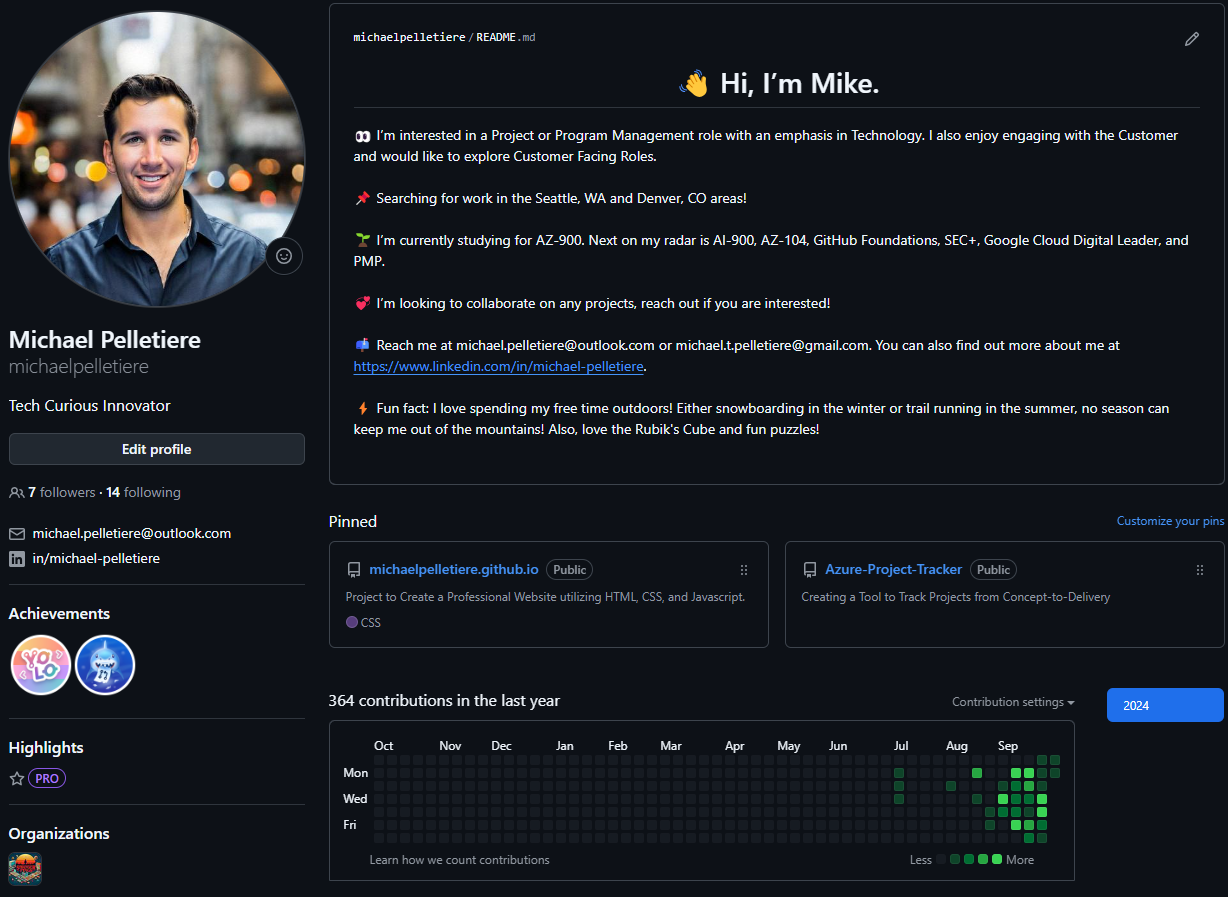 michaelpelletiere / README.md
👋 Hi, I’m Mike.
👀 I’m interested in a Project or Program Management role with an emphasis in Technology. I also enjoy engaging with the Customer
and would like to explore Customer Facing Roles.
📌 Searching for work in the Seattle, WA and Denver, CO areas!
🌱 I’m currently studying for AZ-900. Next on my radar is AI-900, AZ-104, GitHub Foundations, SEC+, Google Cloud Digital Leader, and
PMP.
💞 I’m looking to collaborate on any projects, reach out if you are interested!
📫 Reach me at michael.pelletiere@outlook.com or michael.t.pelletiere@gmail.com. You can also find out more about me at
https://www.linkedin.com/in/michael-pelletiere.
⚡ Fun fact: I love spending my free time outdoors! Either snowboarding in the winter or trail running in the summer, no season can
keep me out of the mountains! Also, love the Rubik's Cube and fun puzzles!
Michael Pelletiere
michaelpelletiere
Tech Curious Innovator
Edit profile
7 followers · 14 following
michael.pelletiere@outlook.com
in/michael-pelletiere
Achievements
YOLO
Highlights
PRO
Organizations
Pinned
Customize your pins
michaelpelletiere.github.io Public
Project to Create a Professional Website utilizing HTML, CSS, and Javascript.
CSS
Azure-Project-Tracker Public
Creating a Tool to Track Projects from Concept-to-Delivery
364 contributions in the last year
Contribution settings
2024
Oct Nov Dec Jan Feb Mar Apr May Jun Jul Aug Sep
Mon
Wed
Fri
Learn how we count contributions
Less More